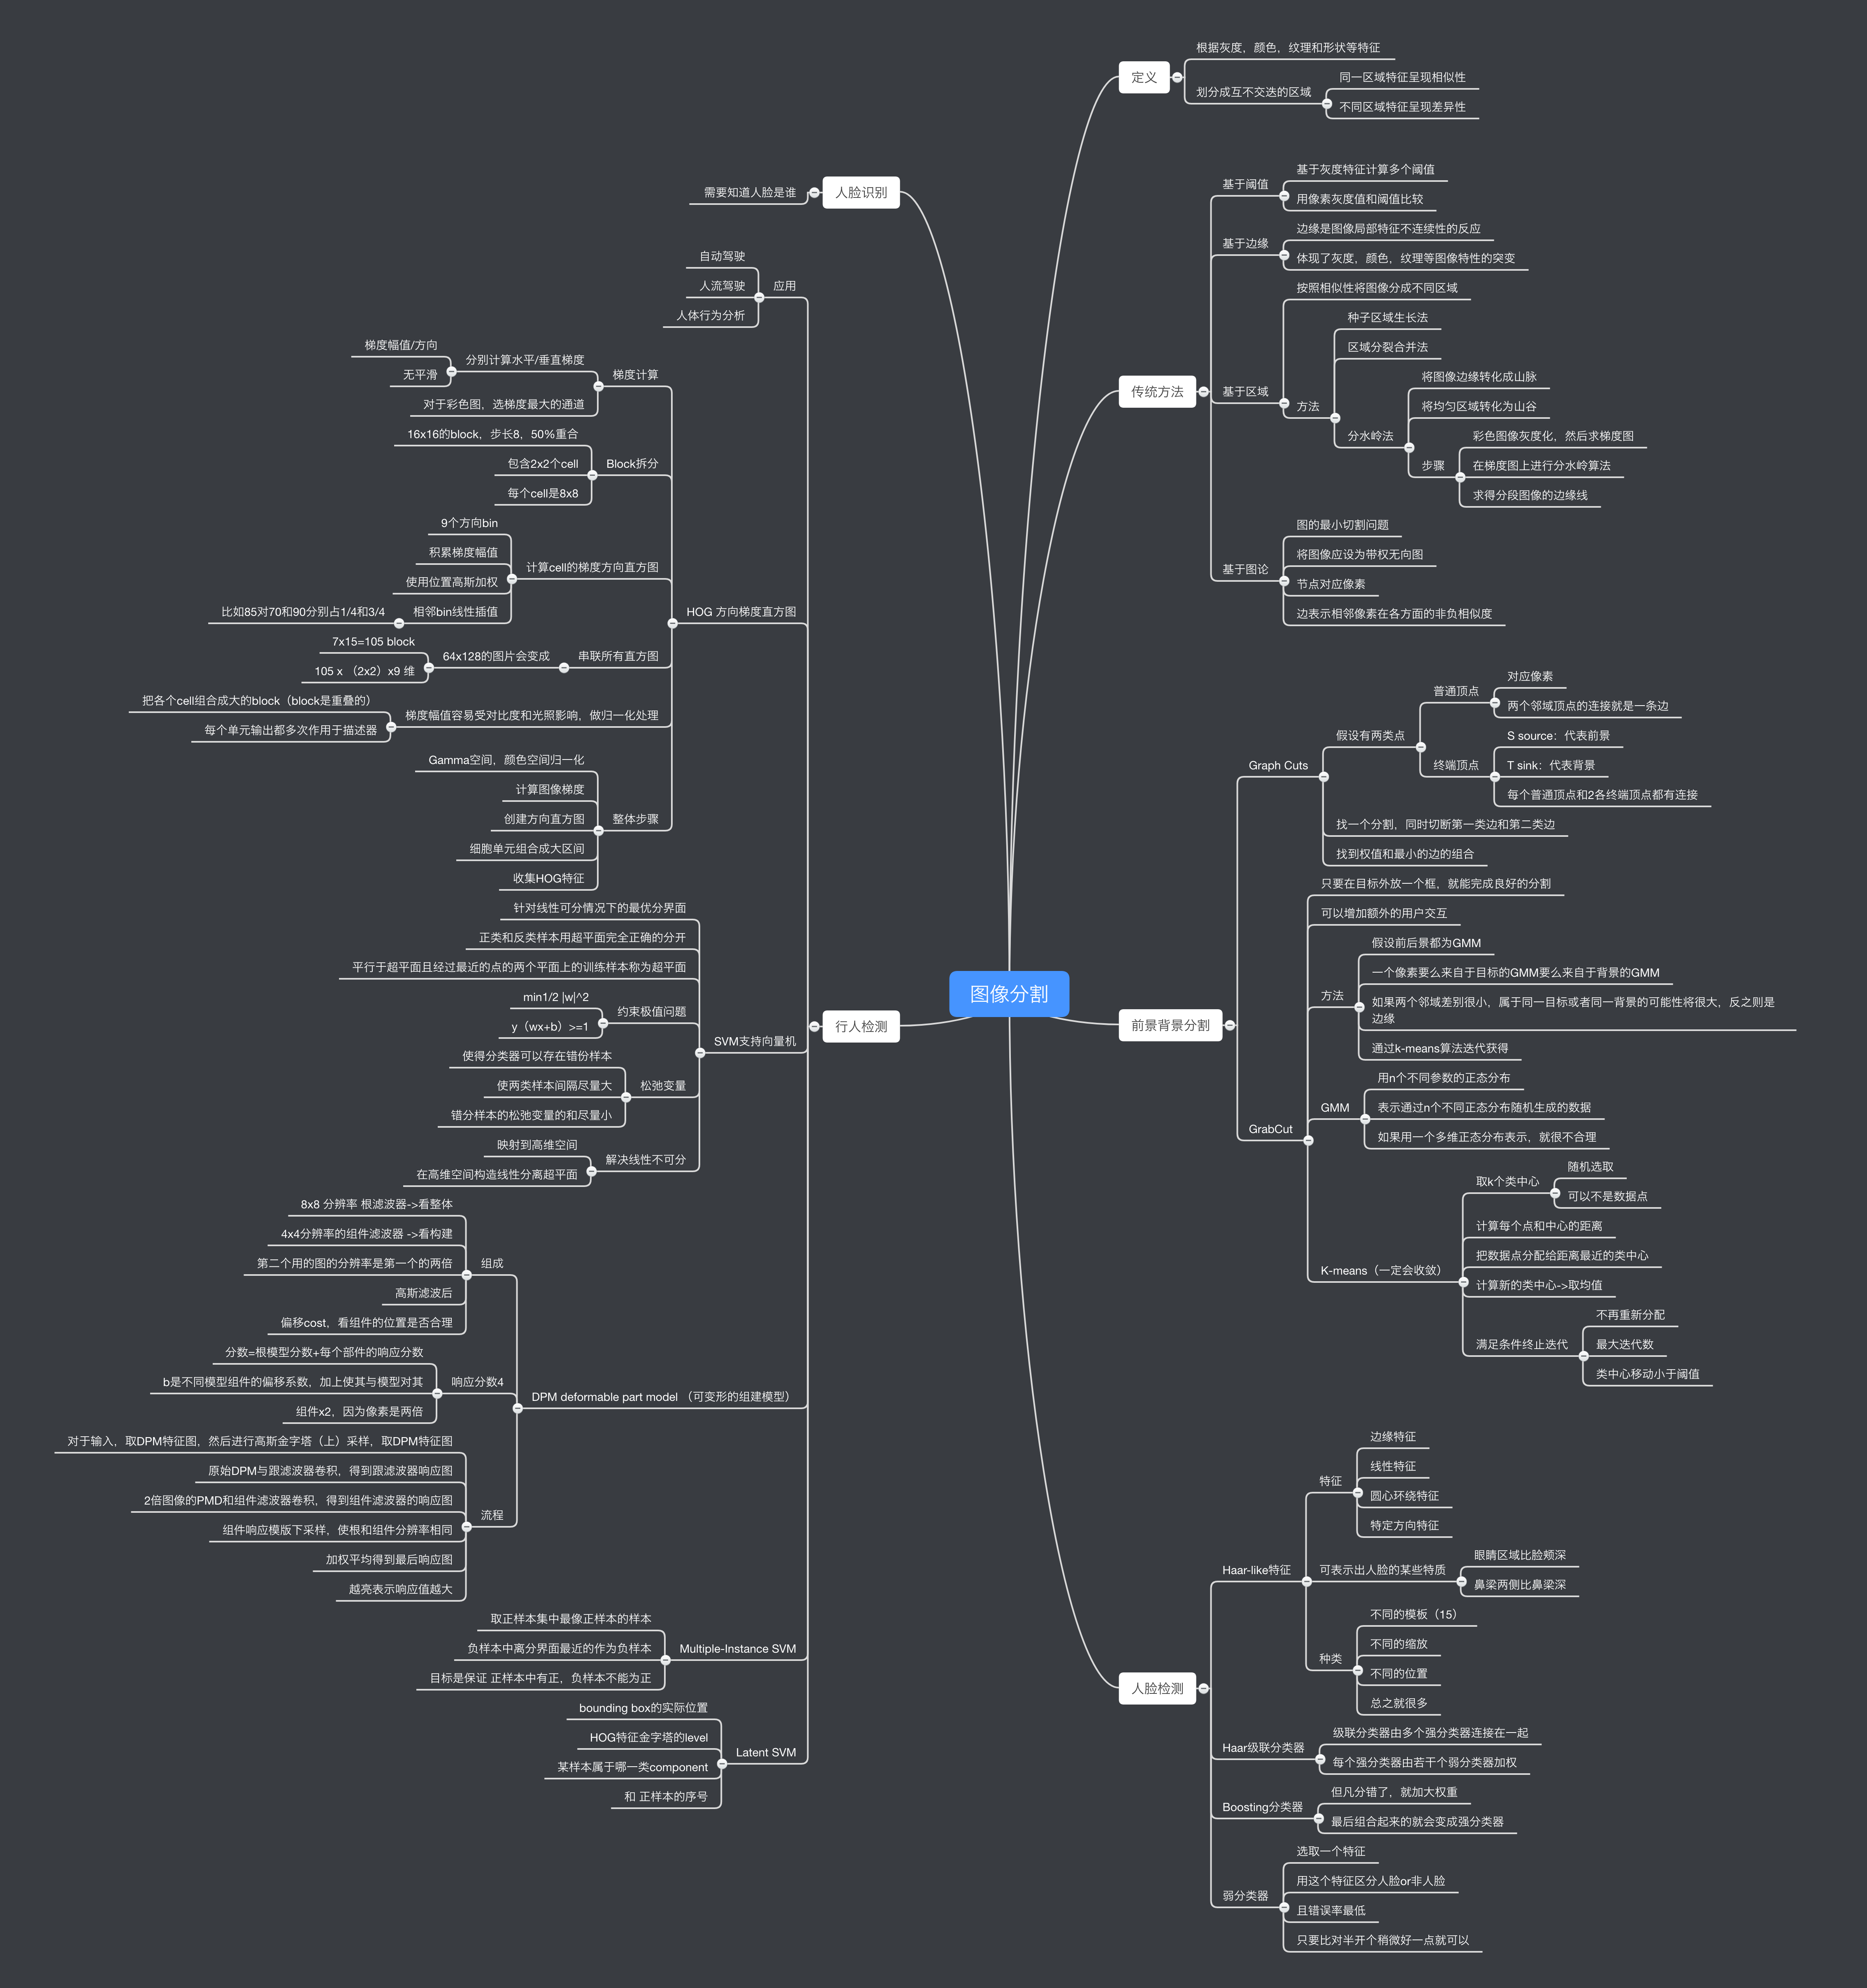 图像分割
定义
根据灰度，颜色，纹理和形状等特征
划分成互不交迭的区域
同一区域特征呈现相似性
不同区域特征呈现差异性
传统方法
基于阈值
基于灰度特征计算多个阈值
用像素灰度值和阈值比较
基于边缘
边缘是图像局部特征不连续性的反应
体现了灰度，颜色，纹理等图像特性的突变
基于区域
按照相似性将图像分成不同区域
方法
种子区域生长法
区域分裂合并法
分水岭法
将图像边缘转化成山脉
将均匀区域转化为山谷
步骤
彩色图像灰度化，然后求梯度图
在梯度图上进行分水岭算法
求得分段图像的边缘线
基于图论
图的最小切割问题
将图像应设为带权无向图
节点对应像素
边表示相邻像素在各方面的非负相似度
前景背景分割
Graph Cuts
假设有两类点
普通顶点
对应像素
两个邻域顶点的连接就是一条边
终端顶点
S source：代表前景
T sink：代表背景
每个普通顶点和2各终端顶点都有连接
找一个分割，同时切断第一类边和第二类边
找到权值和最小的边的组合
GrabCut
只要在目标外放一个框，就能完成良好的分割
可以增加额外的用户交互
方法
假设前后景都为GMM
一个像素要么来自于目标的GMM要么来自于背景的GMM
如果两个邻域差别很小，属于同一目标或者同一背景的可能性将很大，反之则是
边缘
通过k-means算法迭代获得
GMM
用n个不同参数的正态分布
表示通过n个不同正态分布随机生成的数据
如果用一个多维正态分布表示，就很不合理
K-means（一定会收敛）
取k个类中心
随机选取
可以不是数据点
计算每个点和中心的距离
把数据点分配给距离最近的类中心
计算新的类中心->取均值
满足条件终止迭代
不再重新分配
最大迭代数
类中心移动小于阈值
人脸检测
Haar-like特征
特征
边缘特征
线性特征
圆心环绕特征
特定方向特征
可表示出人脸的某些特质
眼睛区域比脸颊深
鼻梁两侧比鼻梁深
种类
不同的模板（15）
不同的缩放
不同的位置
总之就很多
Haar级联分类器
级联分类器由多个强分类器连接在一起
每个强分类器由若干个弱分类器加权
Boosting分类器
但凡分错了，就加大权重
最后组合起来的就会变成强分类器
弱分类器
选取一个特征
用这个特征区分人脸or非人脸
且错误率最低
只要比对半开个稍微好一点就可以
人脸识别
需要知道人脸是谁
行人检测
应用
自动驾驶
人流驾驶
人体行为分析
HOG 方向梯度直方图
梯度计算
分别计算水平/垂直梯度
梯度幅值/方向
无平滑
对于彩色图，选梯度最大的通道
Block拆分
16x16的block，步长8，50%重合
包含2x2个cell
每个cell是8x8
计算cell的梯度方向直方图
9个方向bin
积累梯度幅值
使用位置高斯加权
相邻bin线性插值
比如85对70和90分别占1/4和3/4
串联所有直方图
64x128的图片会变成
7x15=105 block
105 x （2x2）x9 维
梯度幅值容易受对比度和光照影响，做归一化处理
把各个cell组合成大的block（block是重叠的）
每个单元输出都多次作用于描述器
整体步骤
Gamma空间，颜色空间归一化
计算图像梯度
创建方向直方图
细胞单元组合成大区间
收集HOG特征
SVM支持向量机
针对线性可分情况下的最优分界面
正类和反类样本用超平面完全正确的分开
平行于超平面且经过最近的点的两个平面上的训练样本称为超平面
约束极值问题
min1/2 |w|^2
y（wx+b）>=1
松弛变量
使得分类器可以存在错份样本
使两类样本间隔尽量大
错分样本的松弛变量的和尽量小
解决线性不可分
映射到高维空间
在高维空间构造线性分离超平面
DPM deformable part model （可变形的组建模型）
组成
8x8 分辨率 根滤波器->看整体
4x4分辨率的组件滤波器 ->看构建
第二个用的图的分辨率是第一个的两倍
高斯滤波后
偏移cost，看组件的位置是否合理
响应分数4
分数=根模型分数+每个部件的响应分数
b是不同模型组件的偏移系数，加上使其与模型对其
组件x2，因为像素是两倍
流程
对于输入，取DPM特征图，然后进行高斯金字塔（上）采样，取DPM特征图
原始DPM与跟滤波器卷积，得到跟滤波器响应图
2倍图像的PMD和组件滤波器卷积，得到组件滤波器的响应图
组件响应模版下采样，使根和组件分辨率相同
加权平均得到最后响应图
越亮表示响应值越大
Multiple-Instance SVM
取正样本集中最像正样本的样本
负样本中离分界面最近的作为负样本
目标是保证 正样本中有正，负样本不能为正
Latent SVM
bounding box的实际位置
HOG特征金字塔的level
某样本属于哪一类component
和 正样本的序号